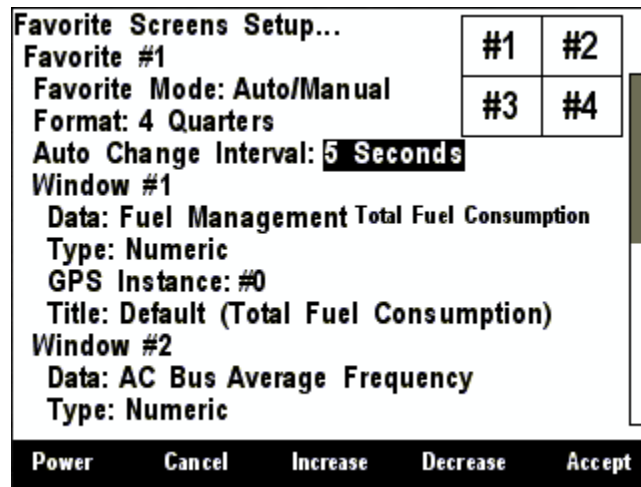 Favorite Screens Setup...
#1 #2
Favorite #1
Favorite Mode: Auto/Manual
#3 #4
Format: 4 Quarters
Auto Change Interval: 5 Seconds
Window #1
Data: Fuel Management Total Fuel Consumption
Type: Numeric
GPS Instance: #0
Title: Default (Total Fuel Consumption)
Window #2
Data: AC Bus Average Frequency
Type: Numeric
Power Cancel Increase Decrease Accept